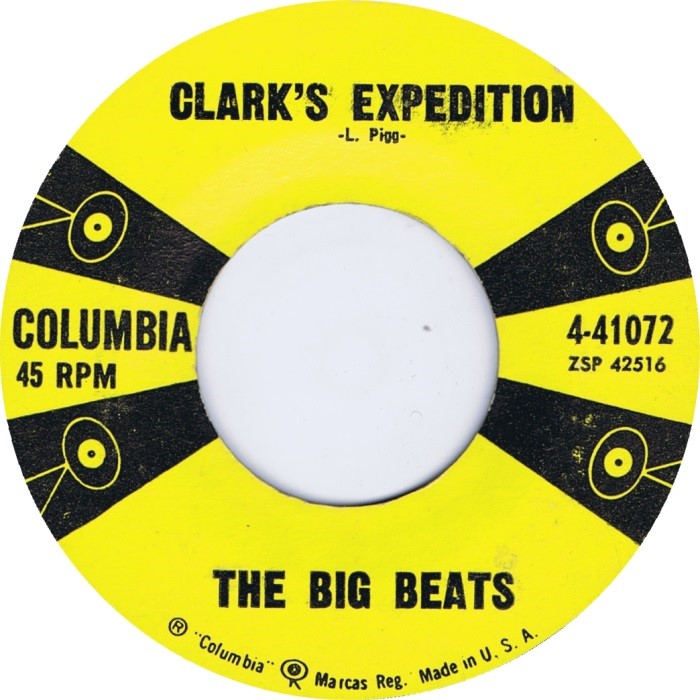 CLARK'S EXPEDITION
-L. Pigg-
COLUMBIA
45 RPM
4-41072
ZSP 42516
THE BIG BEATS
® "Columbia" Marcas Reg. Made in U. S. A.